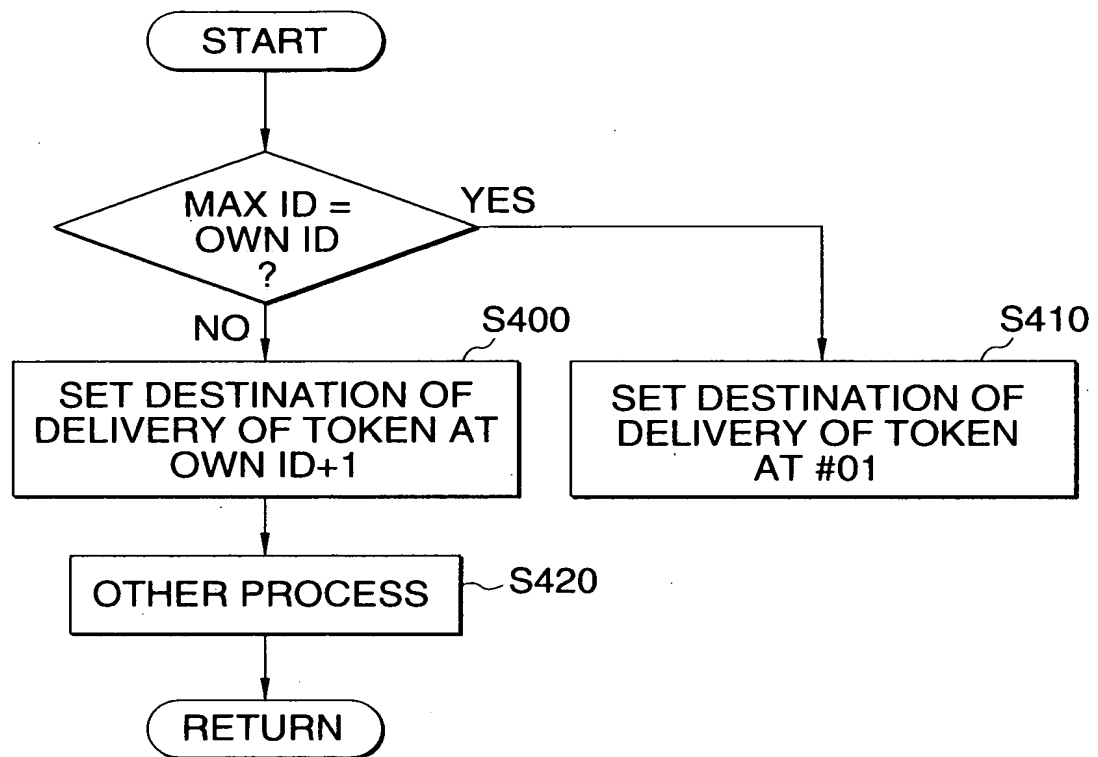 START
MAX ID =
OWN ID
?
YES
NO
S400
SET DESTINATION OF
DELIVERY OF TOKEN AT
OWN ID+1
S410
SET DESTINATION OF
DELIVERY OF TOKEN
AT #01
OTHER PROCESS
S420
RETURN